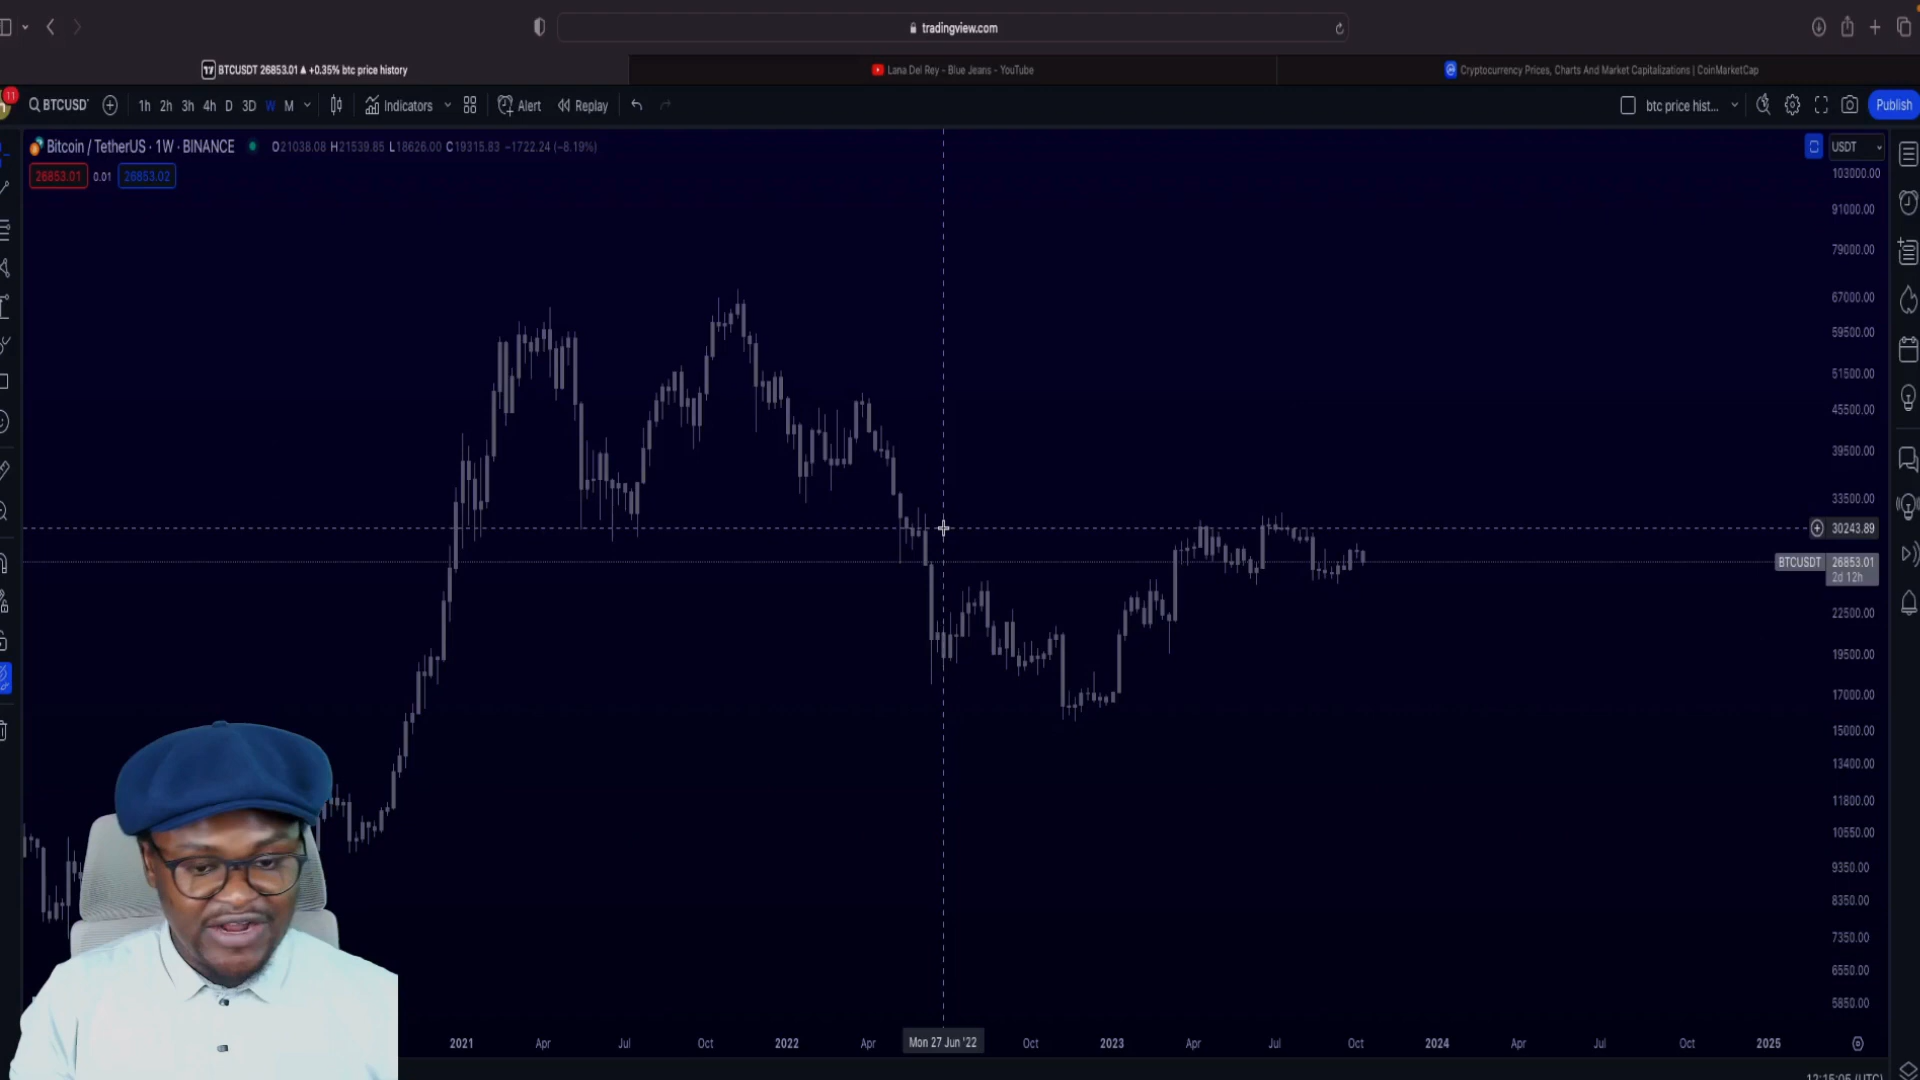 tradingview.com
BTCUSDT 26853.01 ▲ +0.35% btc price history
Lana Del Rey - Blue Jeans - YouTube
Cryptocurrency Prices, Charts And Market Capitalizations | CoinMarketCap
11
BTCUSD 1h 2h 3h 4h D 3D W M Indicators Alert Replay btc price hist... Publish
Bitcoin / TetherUS · 1W · BINANCE O21038.08 H21539.85 L18626.00 C19315.83 −1722.24 (−8.19%)
USDT
26853.01 0.01 26853.02
103000.00
91000.00
79000.00
67000.00
59500.00
51500.00
45500.00
39500.00
33500.00
30243.89
BTCUSDT 26853.01
2d 12h
22500.00
19500.00
17000.00
15000.00
13400.00
11800.00
10550.00
9350.00
8350.00
7350.00
6550.00
5850.00
2021 Apr Jul Oct 2022 Apr Mon 27 Jun '22 Oct 2023 Apr Jul Oct 2024 Apr Jul Oct 2025